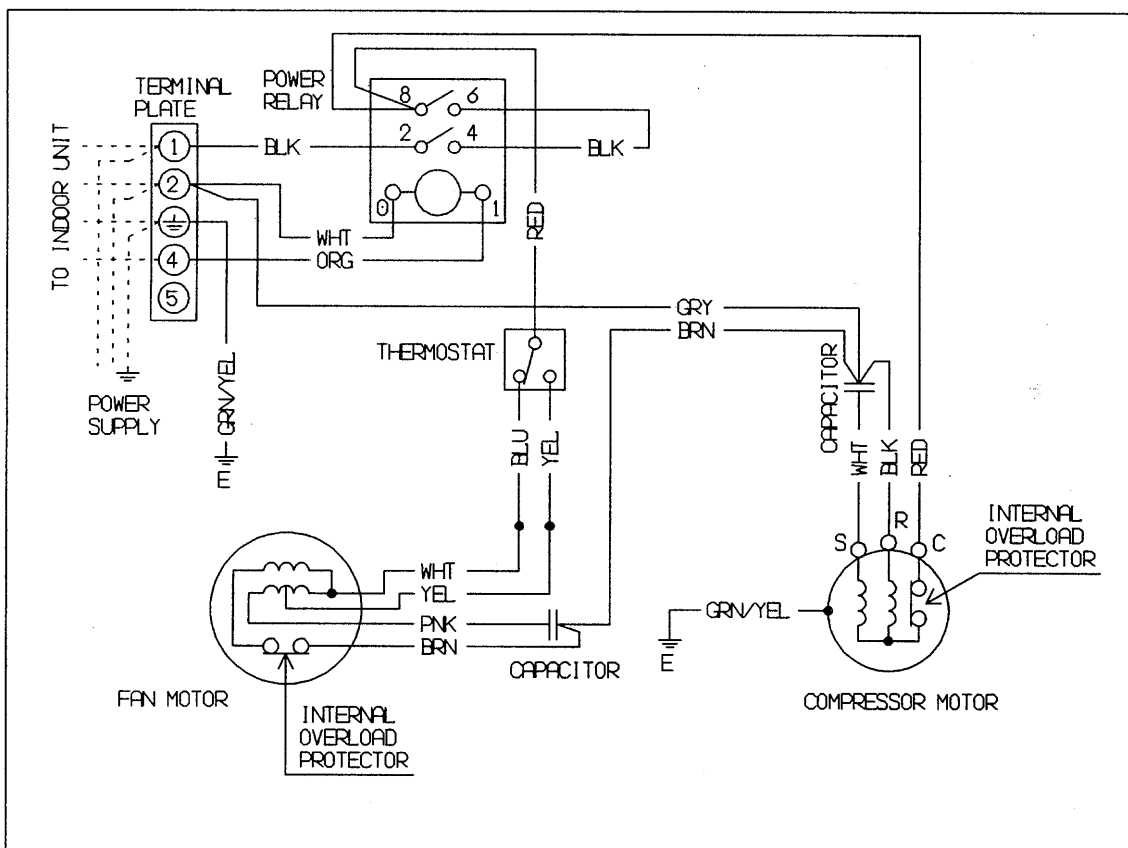 TERMINAL
PLATE
POWER
RELAY
8
6
2
4
0
1
1
2
4
5
TO INDOOR UNIT
BLK
BLK
WHT
ORG
RED
GRY
BRN
THERMOSTAT
POWER
SUPPLY
GRN/YEL
E
BLU
YEL
CAPACITOR
WHT
BLK
RED
S
R
C
INTERNAL
OVERLOAD
PROTECTOR
WHT
YEL
PNK
BRN
CAPACITOR
GRN/YEL
E
FAN MOTOR
COMPRESSOR MOTOR
INTERNAL
OVERLOAD
PROTECTOR